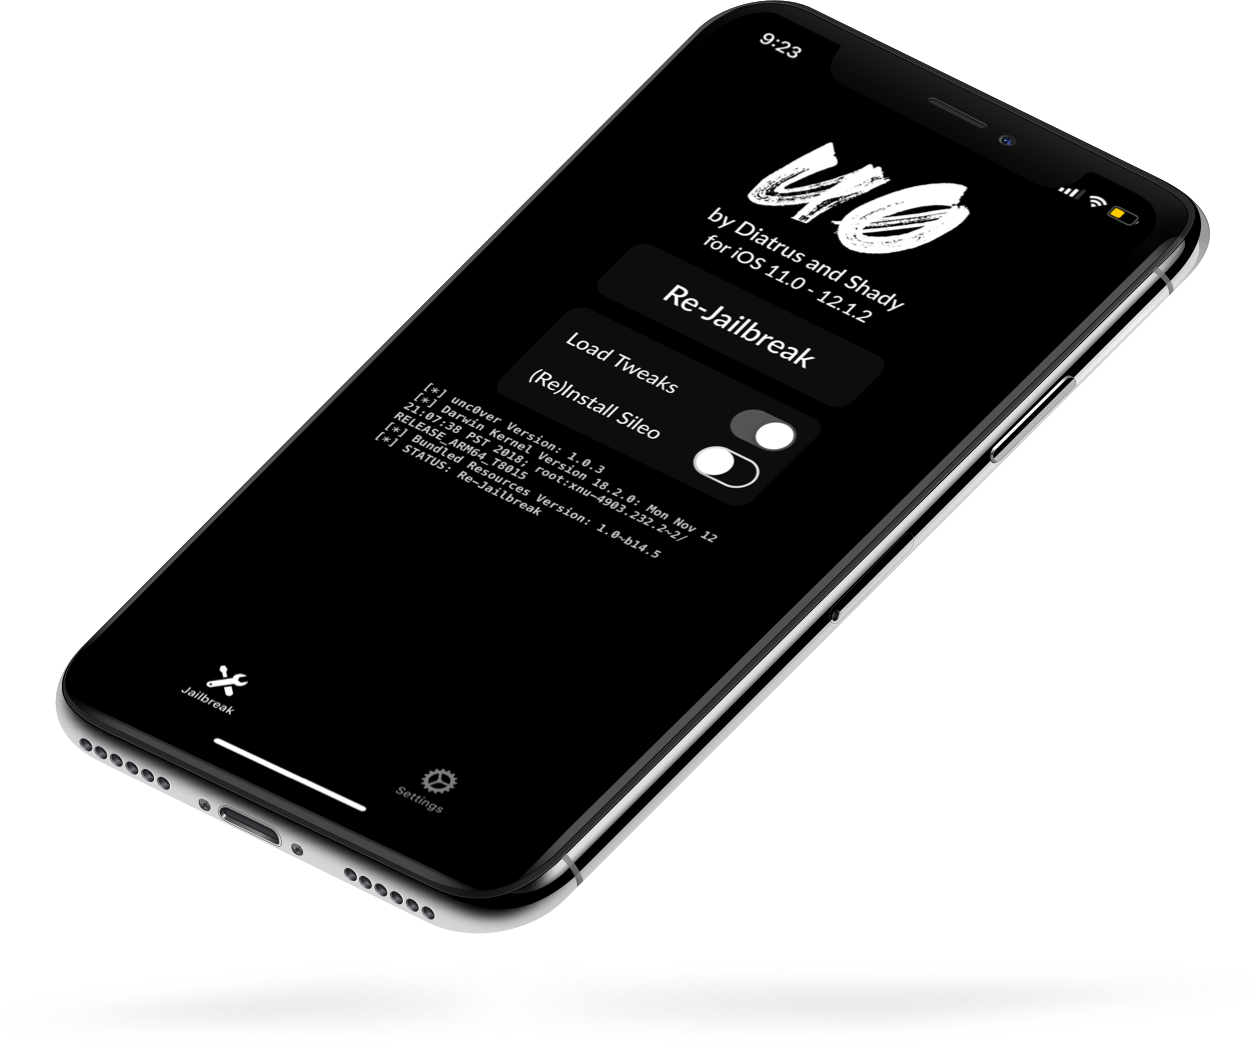 9:23
uo
by Diatrus and Shady
for iOS 11.0 - 12.1.2
Re-Jailbreak
Load Tweaks
(Re)Install Sileo
[*] unc0ver Version: 1.0.3
[*] Darwin Kernel Version 18.2.0: Mon Nov 12
21:07:38 PST 2018; root:xnu-4903.232.2~2/
RELEASE_ARM64_T8015
[*] Bundled Resources Version: 1.0~b14.5
[*] STATUS: Re-Jailbreak
Jailbreak
Settings